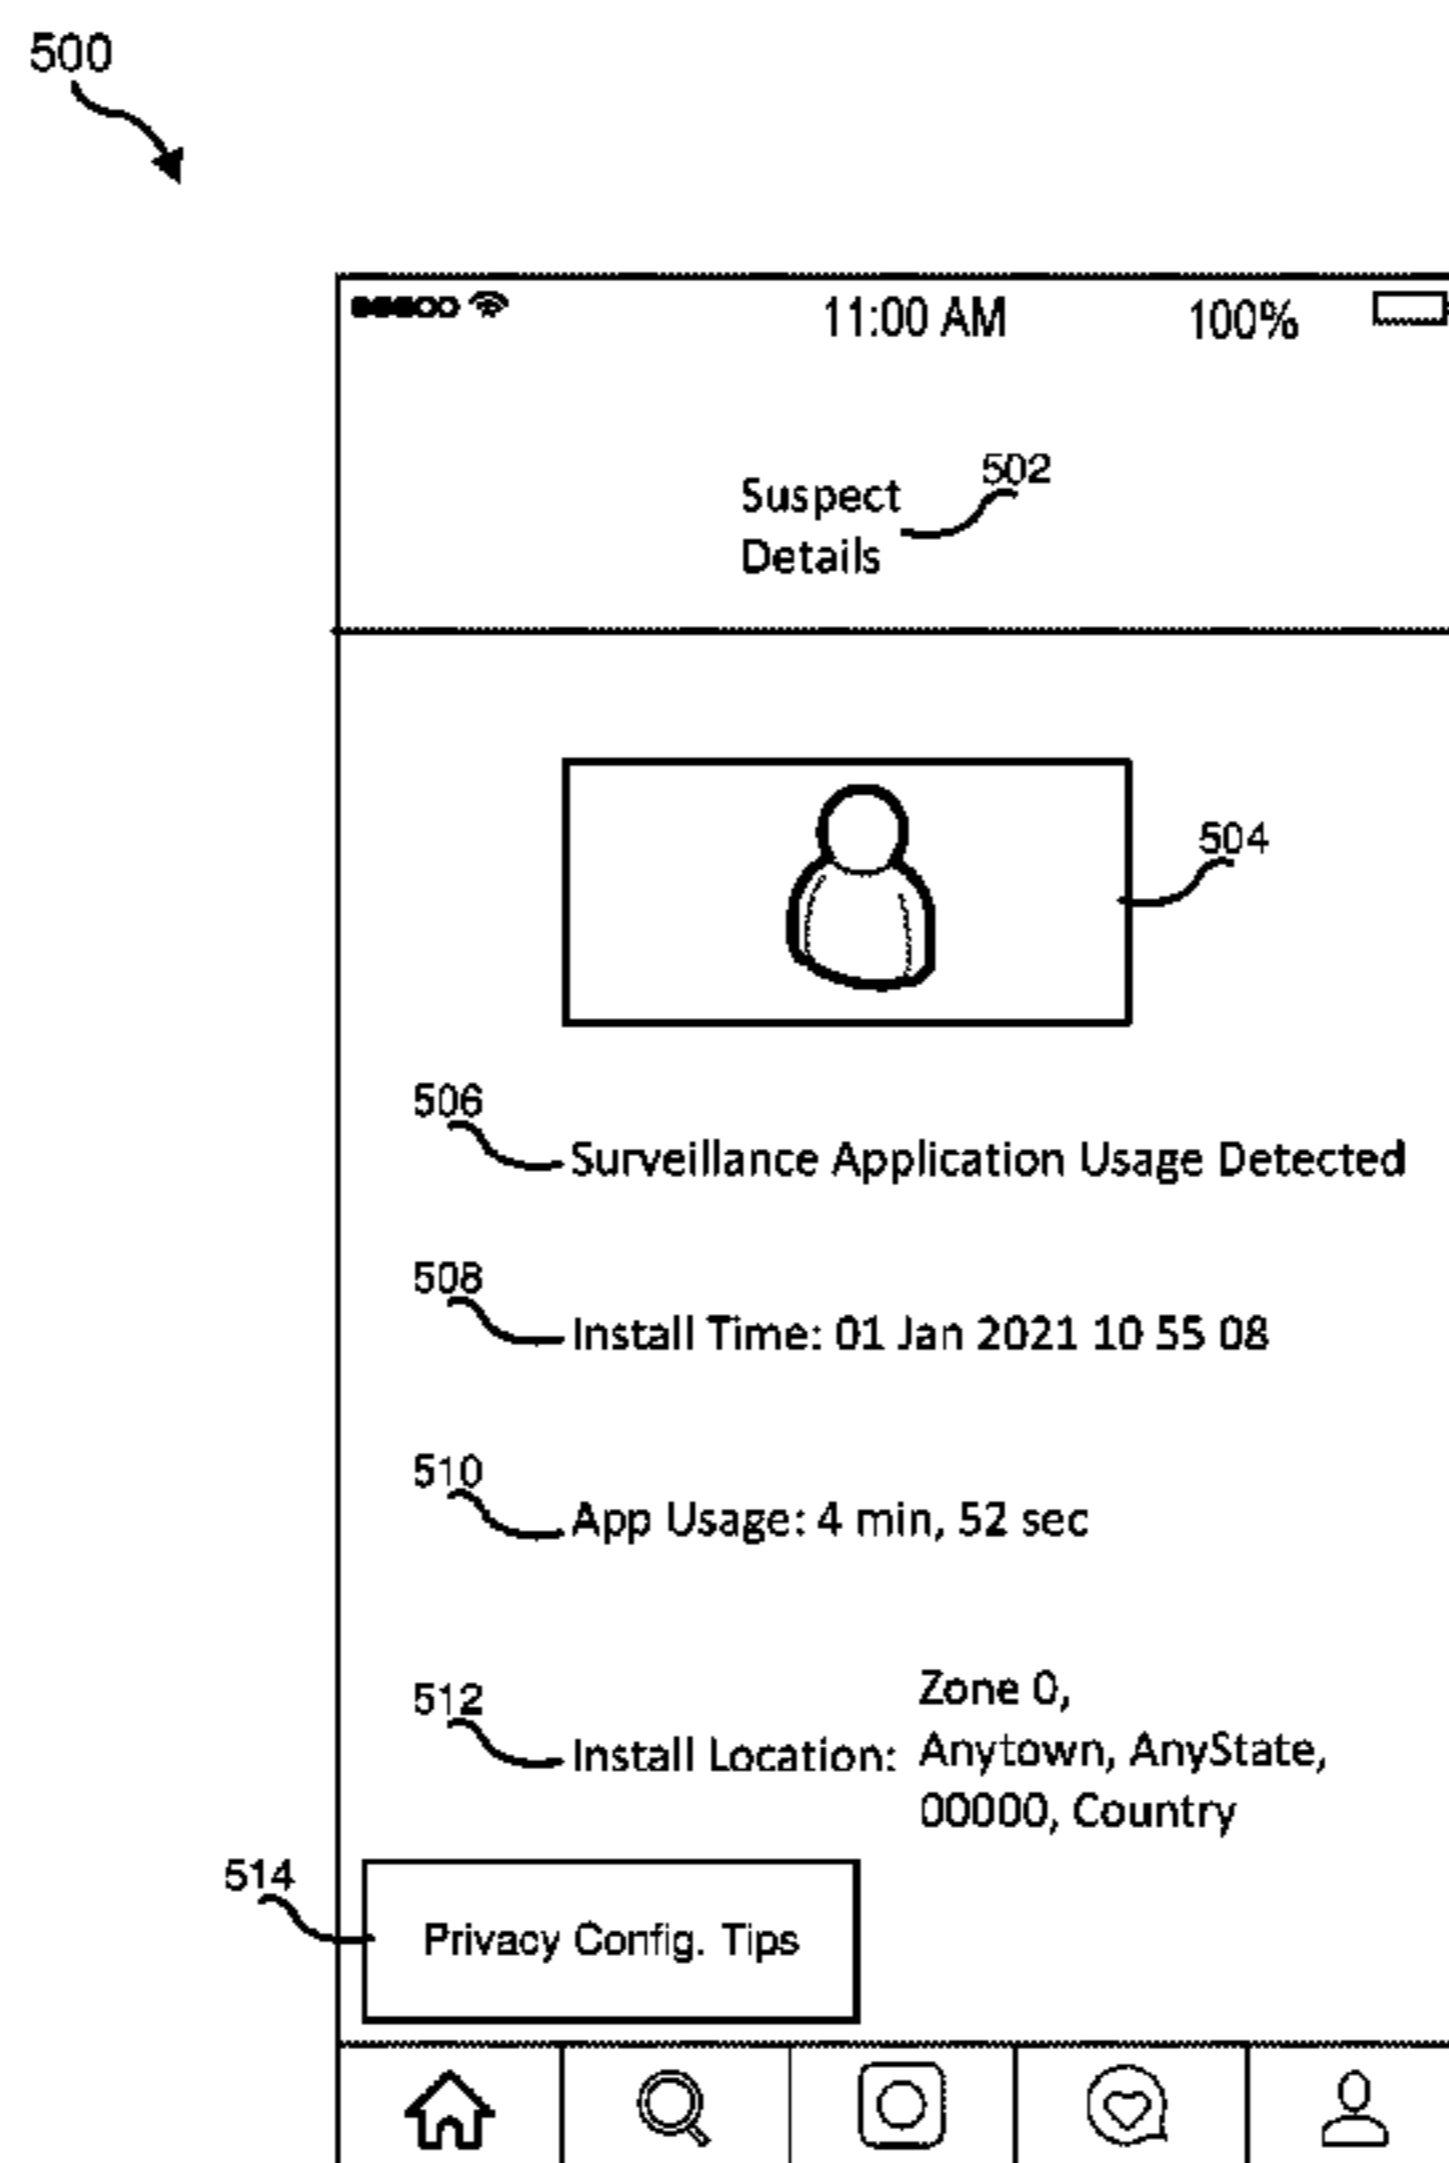 500
11:00 AM 100%
502
Suspect
Details
504
506
Surveillance Application Usage Detected
508
Install Time: 01 Jan 2021 10 55 08
510
App Usage: 4 min, 52 sec
512
Install Location: Zone 0,
Anytown, AnyState,
00000, Country
514
Privacy Config. Tips